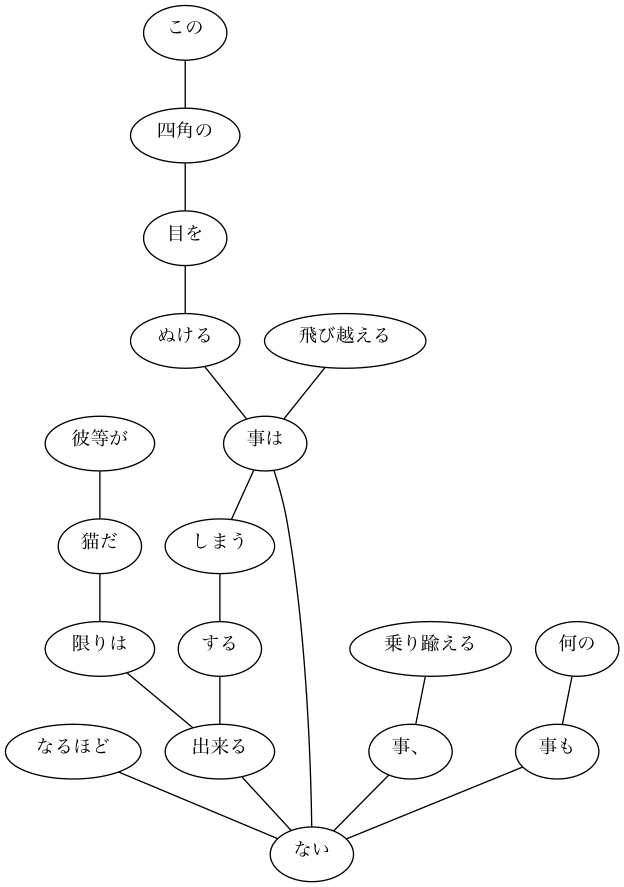 この
四角の
目を
ぬける
飛び越える
彼等が
事は
猫だ
しまう
限りは
する
乗り踰える
何の
なるほど
出来る
事、
事も
ない